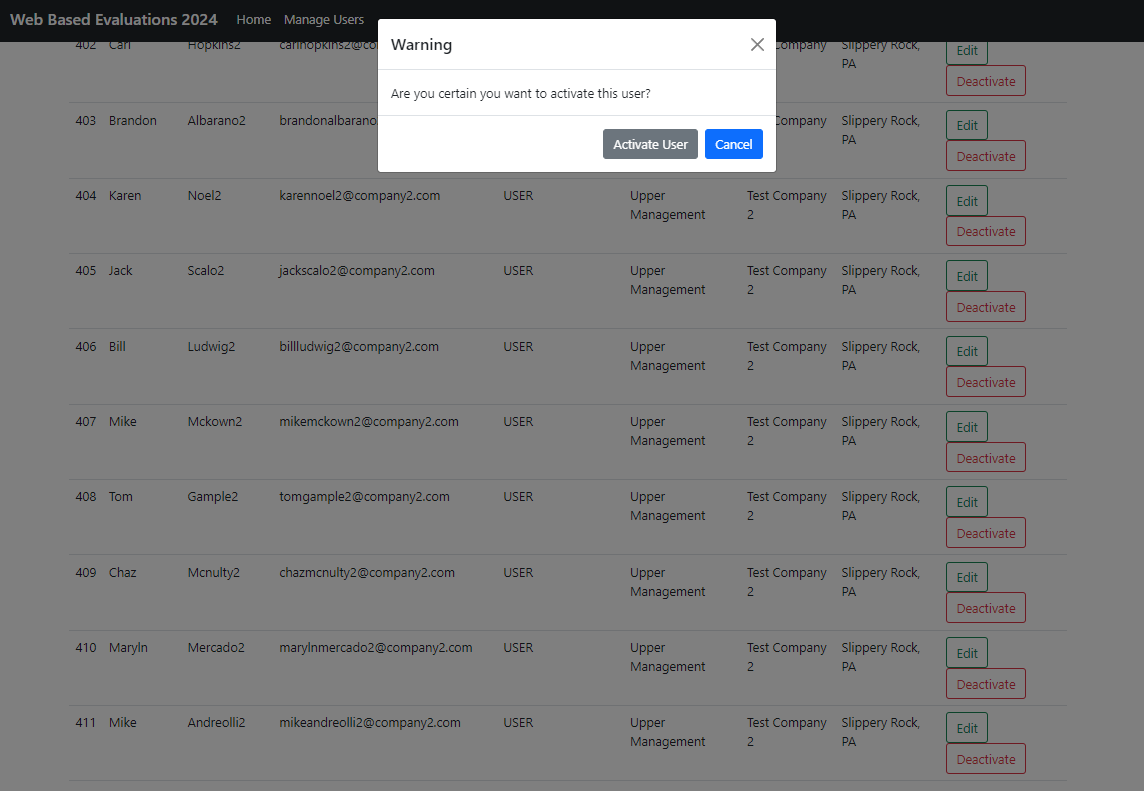 Web Based Evaluations 2024 Home Manage Users
Warning
Are you certain you want to activate this user?
Activate User Cancel
402 Carl Hopkins2 carlhopkins2@co Company Slippery Rock, Edit
PA
Deactivate
403 Brandon Albarano2 brandonalbarano Company Slippery Rock, Edit
PA
Deactivate
404 Karen Noel2 karennoel2@company2.com USER Upper Test Company Slippery Rock, Edit
Management 2 PA
Deactivate
405 Jack Scalo2 jackscalo2@company2.com USER Upper Test Company Slippery Rock, Edit
Management 2 PA
Deactivate
406 Bill Ludwig2 billludwig2@company2.com USER Upper Test Company Slippery Rock, Edit
Management 2 PA
Deactivate
407 Mike Mckown2 mikemckown2@company2.com USER Upper Test Company Slippery Rock, Edit
Management 2 PA
Deactivate
408 Tom Gample2 tomgample2@company2.com USER Upper Test Company Slippery Rock, Edit
Management 2 PA
Deactivate
409 Chaz Mcnulty2 chazmcnulty2@company2.com USER Upper Test Company Slippery Rock, Edit
Management 2 PA
Deactivate
410 Maryln Mercado2 marylnmercado2@company2.com USER Upper Test Company Slippery Rock, Edit
Management 2 PA
Deactivate
411 Mike Andreolli2 mikeandreolli2@company2.com USER Upper Test Company Slippery Rock, Edit
Management 2 PA
Deactivate